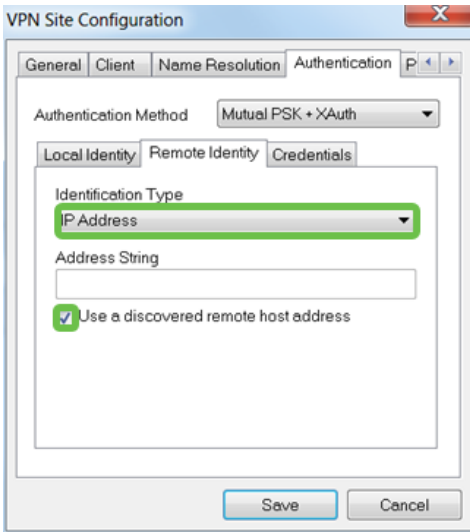 VPN Site Configuration
General Client Name Resolution Authentication P
Authentication Method Mutual PSK + XAuth
Local Identity Remote Identity Credentials
Identification Type
IP Address
Address String
Use a discovered remote host address
Save Cancel